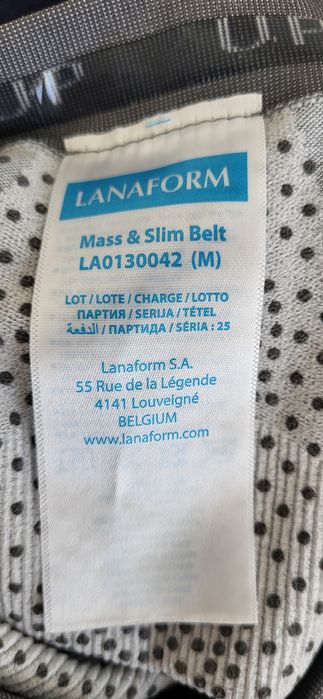 LANAFORM
Mass & Slim Belt
LA0130042 (M)
LOT / LOTE / CHARGE / LOTTO
ПАРТИЯ / SERIJA / TÉTEL
الدفعة / ПАРТИДА / SÉRIA : 25
Lanaform S.A.
55 Rue de la Légende
4141 Louveigné
BELGIUM
www.lanaform.com